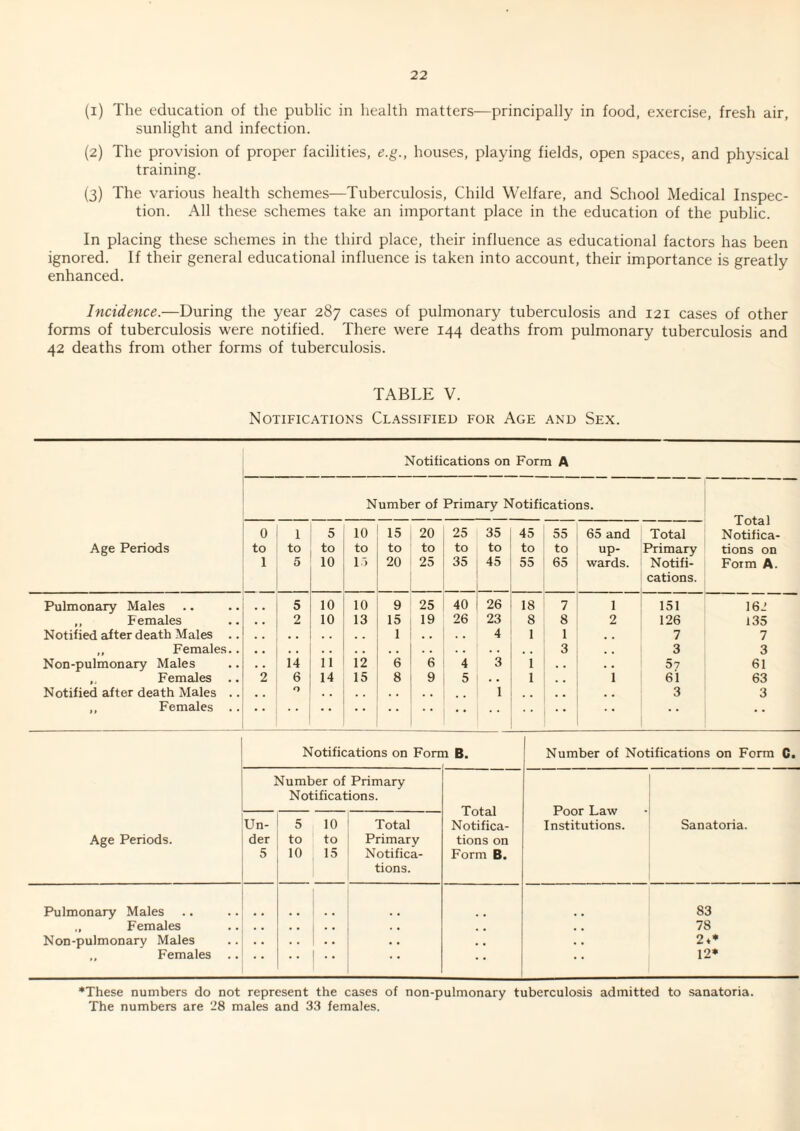 22
(1) The education of the public in health matters—principally in food, exercise, fresh air,
sunlight and infection.
(2) The provision of proper facilities, e.g., houses, playing fields, open spaces, and physical
training.
(3) The various health schemes—Tuberculosis, Child Welfare, and School Medical Inspec-
tion. All these schemes take an important place in the education of the public.
In placing these schemes in the third place, their influence as educational factors has been
ignored. If their general educational influence is taken into account, their importance is greatly
enhanced.
Incidence.—During the year 287 cases of pulmonary tuberculosis and 121 cases of other
forms of tuberculosis were notified. There were 144 deaths from pulmonary tuberculosis and
42 deaths from other forms of tuberculosis.
TABLE V.
Notifications Classified for Age and Sex.
Notifications on Form A
Number of Primary Notifications.
Age Periods
0 to 1
1 to 5
5 to 10
10 to 15
15 to 20
20 to 25
25 to 35
35 to 45
45 to 55
55 to 65
65 and up-wards.
Total Primary Notifi-cations.
Total Notifica-tions on Form A.
Pulmonary Males .. .. .. 5 10 10 9 25 40 26 18 7 1 151 162
,, Females .. .. 2 10 13 15 19 26 23 8 8 2 126 135
Notified after death Males .. .. .. .. .. 1 .. .. 4 1 1 .. 7 7
,, Females.. .. .. .. .. .. .. .. .. .. 3 .. 3 3
Non-pulmonary Males .. .. 14 11 12 6 6 4 3 1 .. .. 57 61
,, Females .. 2 6 14 15 8 9 5 .. 1 .. 1 61 63
Notified after death Males .. .. 2 .. .. .. .. .. 1 .. .. .. 3 3
,, Females .. .. .. .. .. .. .. .. .. .. .. .. .. ..
Notifications on Form B.
Number of Notifications on Form C.
Number of Primary Notifications.
Age Periods.
Un-der 5
5 to 10
10 to 15
Total Primary Notifica-tions.
Total Notifica-tions on Form B.
Poor Law Institutions.
Sanatoria.
Pulmonary Males .. .. .. .. .. .. .. .. 83
,, Females .. .. .. .. .. .. .. 78
Non-pulmonary Males .. .. .. .. .. .. ..
,, Females .. .. .. .. .. .. .. 12*
*These numbers do not represent the cases of non-pulmonary tuberculosis admitted to sanatoria.
The numbers are 28 males and 33 females.